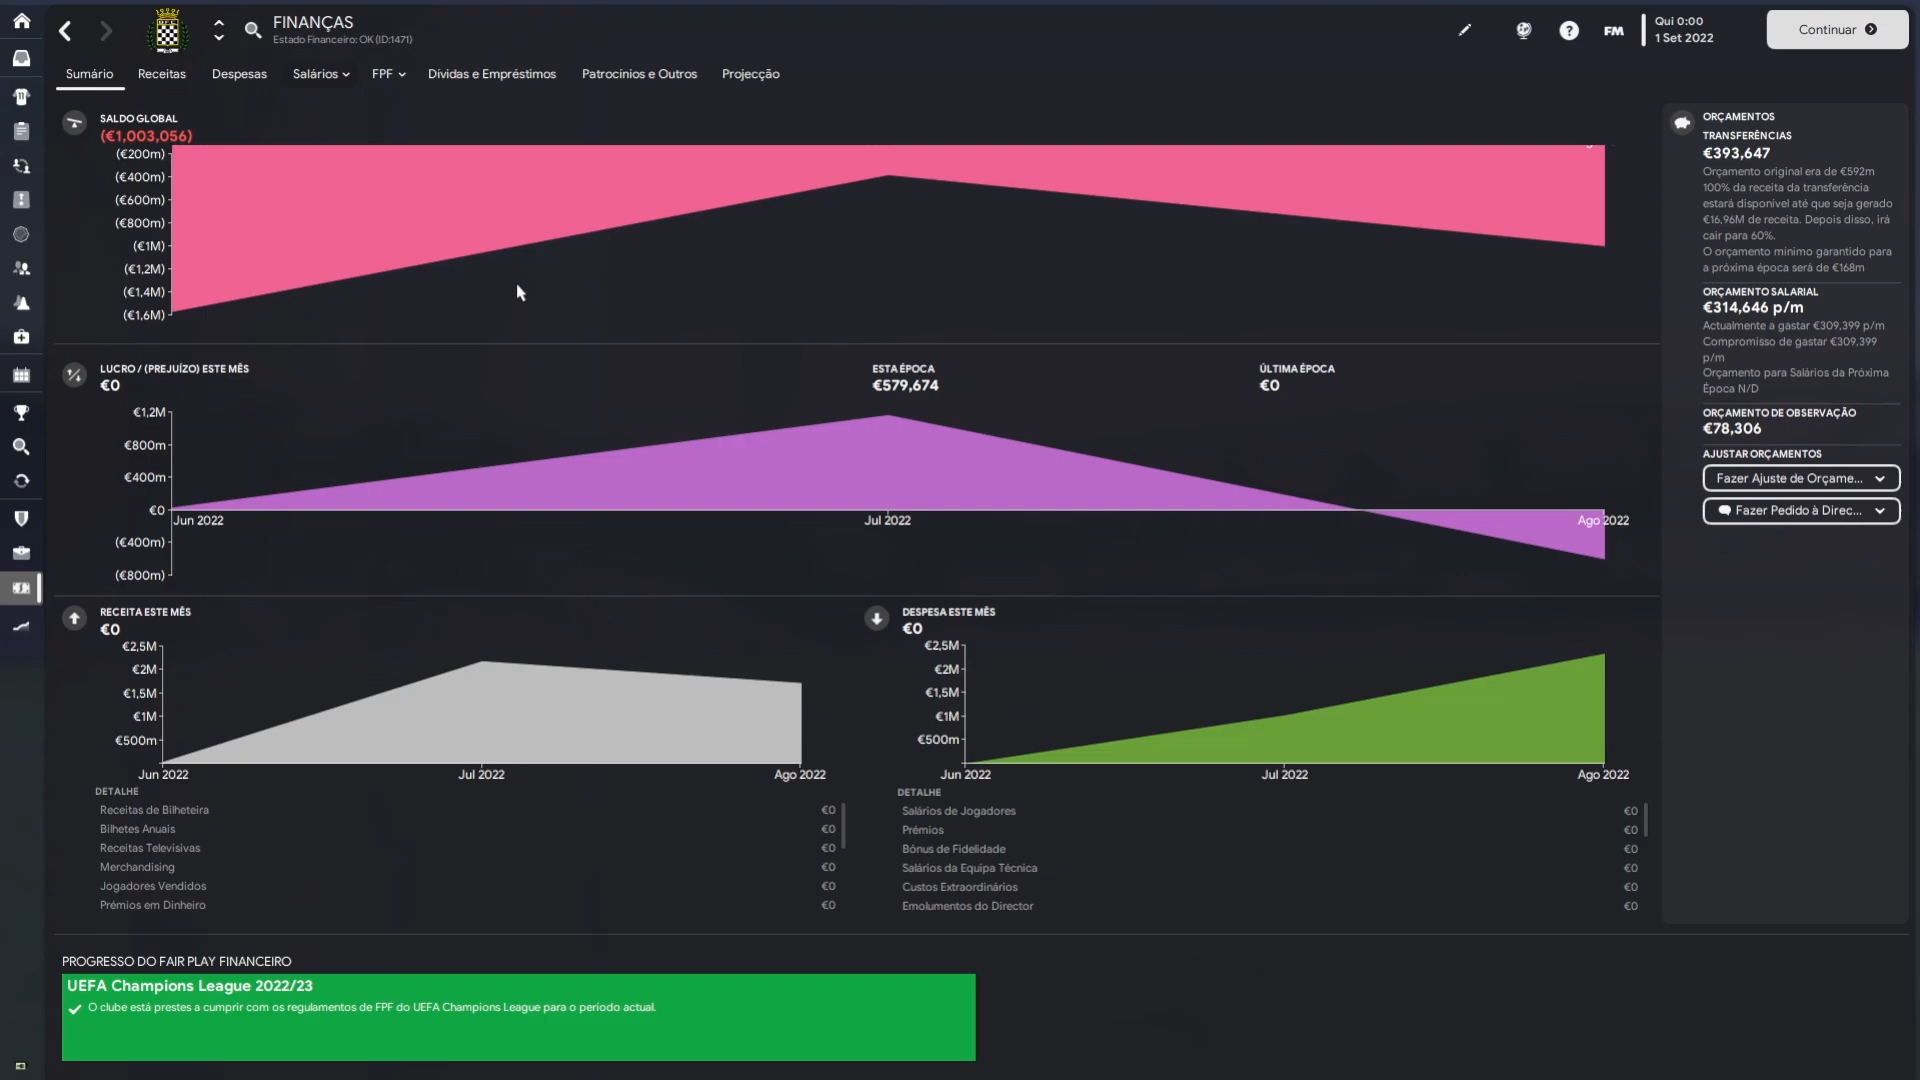 FINANÇAS
Estado Financeiro: OK (ID:1471)
FM
Qui 0:00
1 Set 2022
Continuar
Sumário
Receitas
Despesas
Salários
FPF
Dívidas e Empréstimos
Patrocínios e Outros
Projecção
SALDO GLOBAL
(€1,003,056)
(€200m)
(€400m)
(€600m)
(€800m)
(€1M)
(€1,2M)
(€1,4M)
(€1,6M)
LUCRO / (PREJUÍZO) ESTE MÊS
€0
ESTA ÉPOCA
€579,674
ÚLTIMA ÉPOCA
€0
€1,2M
€800m
€400m
€0
(€400m)
(€800m)
Jun 2022
Jul 2022
Ago 2022
RECEITA ESTE MÊS
€0
€2,5M
€2M
€1,5M
€1M
€500m
Jun 2022
Jul 2022
Ago 2022
DETALHE
Receitas de Bilheteira €0
Bilhetes Anuais €0
Receitas Televisivas €0
Merchandising €0
Jogadores Vendidos €0
Prémios em Dinheiro €0
DESPESA ESTE MÊS
€0
€2,5M
€2M
€1,5M
€1M
€500m
Jun 2022
Jul 2022
Ago 2022
DETALHE
Salários de Jogadores €0
Prémios €0
Bónus de Fidelidade €0
Salários da Equipa Técnica €0
Custos Extraordinários €0
Emolumentos do Director €0
ORÇAMENTOS
TRANSFERÊNCIAS
€393,647
Orçamento original era de €592m
100% da receita da transferência
estará disponível até que seja gerado
€16,96M de receita. Depois disso, irá
cair para 60%.
O orçamento mínimo garantido para
a próxima época será de €168m
ORÇAMENTO SALARIAL
€314,646 p/m
Actualmente a gastar €309,399 p/m
Compromisso de gastar €309,399
p/m
Orçamento para Salários da Próxima
Época N/D
ORÇAMENTO DE OBSERVAÇÃO
€78,306
AJUSTAR ORÇAMENTOS
Fazer Ajuste de Orçame...
Fazer Pedido à Direc...
PROGRESSO DO FAIR PLAY FINANCEIRO
UEFA Champions League 2022/23
O clube está prestes a cumprir com os regulamentos de FPF do UEFA Champions League para o período actual.